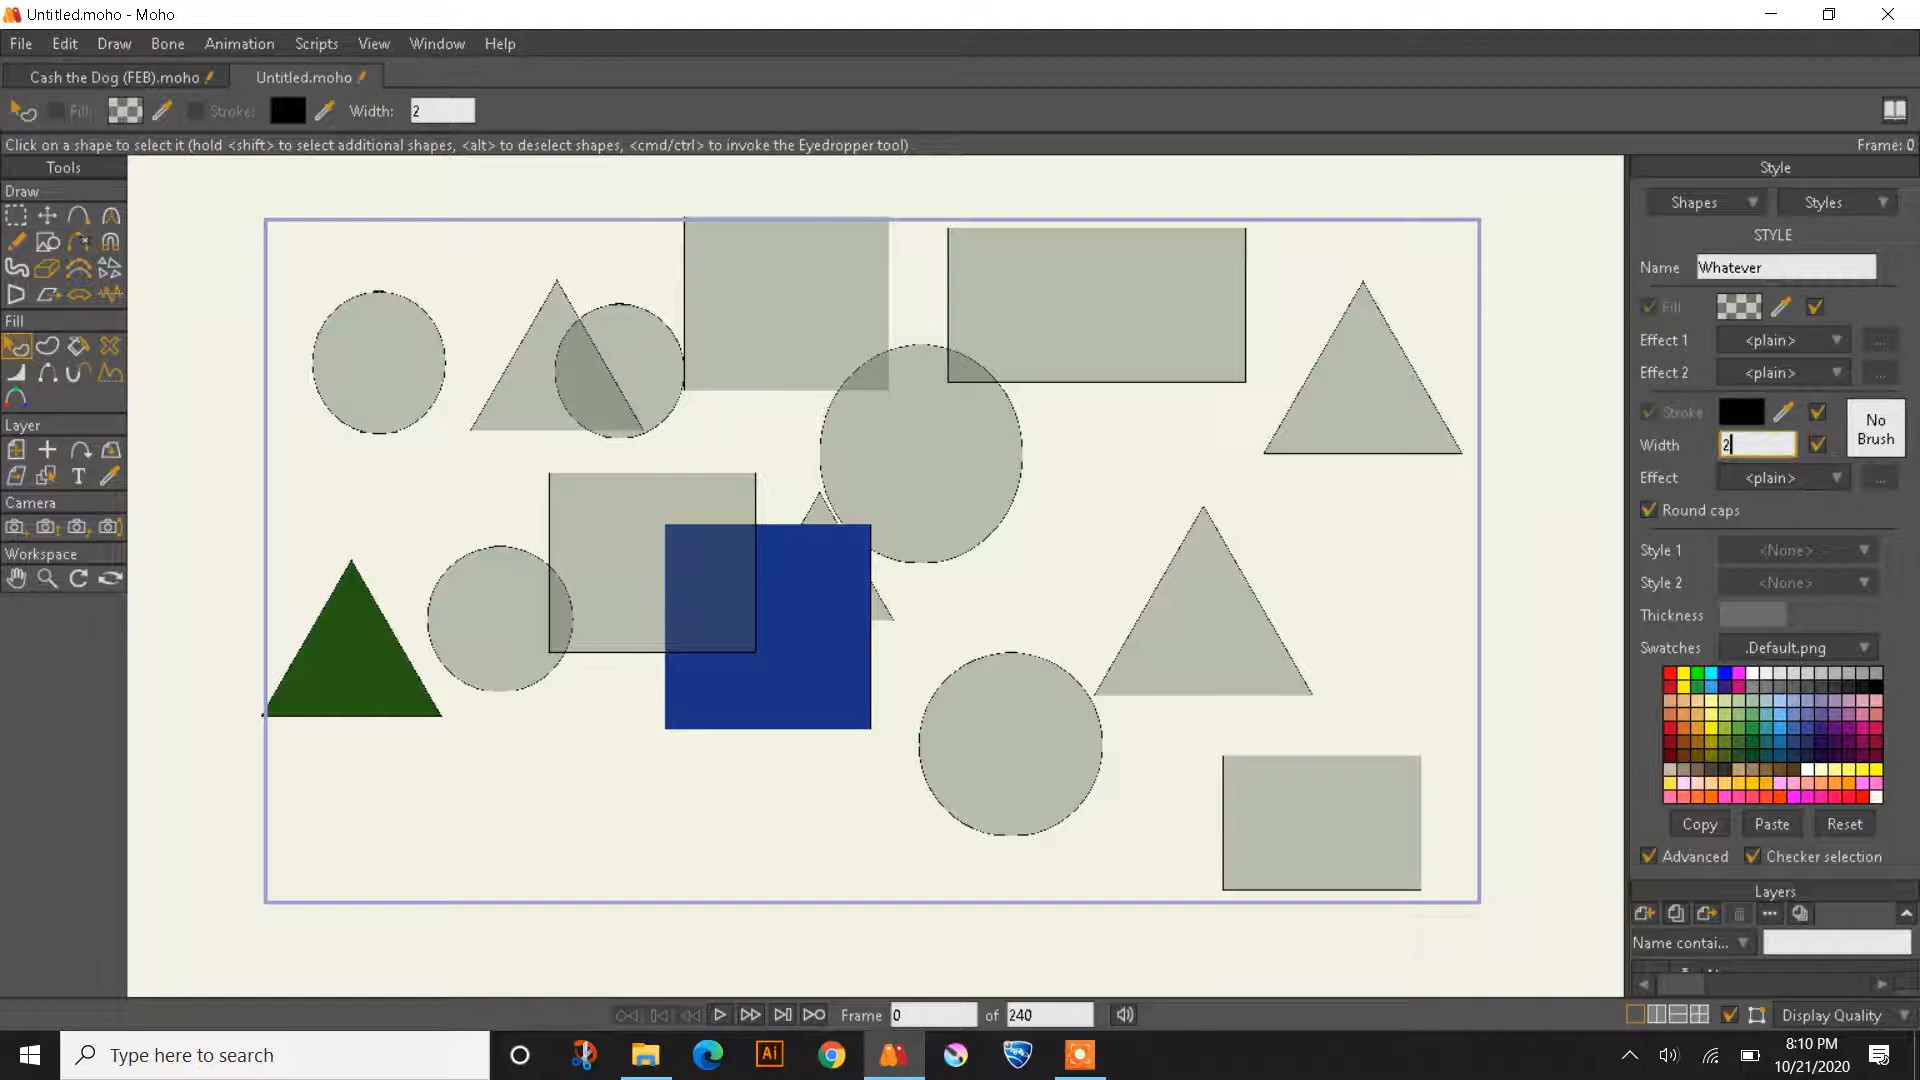 Untitled.moho - Moho
File Edit Draw Bone Animation Scripts View Window Help
Cash the Dog (FEB).moho Untitled.moho
Fill: Stroke: Width: 2
Click on a shape to select it (hold <shift> to select additional shapes, <alt> to deselect shapes, <cmd/ctrl> to invoke the Eyedropper tool) Frame: 0
Tools
Draw
Fill
Layer
T
Camera
Workspace
Style
Shapes Styles
STYLE
Name Whatever
Fill
Effect 1 <plain> ...
Effect 2 <plain> ...
Stroke
No Brush
Width 2
Effect <plain> ...
Round caps
Style 1 <None>
Style 2 <None>
Thickness
Swatches .Default.png
Copy Paste Reset
Advanced Checker selection
Layers
Name contai...
Frame 0 of 240
Display Quality
Type here to search
Ai
8:10 PM
10/21/2020